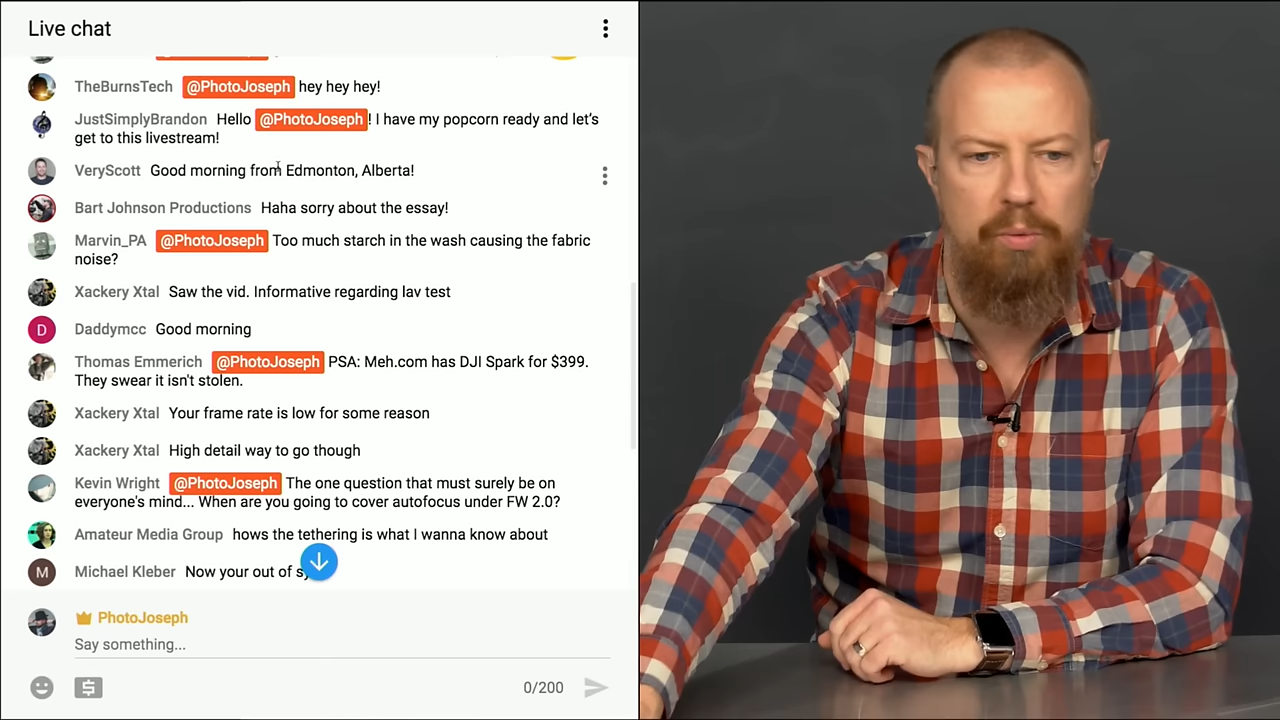 Live chat
@PhotoJoseph
TheBurnsTech @PhotoJoseph hey hey hey!
JustSimplyBrandon Hello @PhotoJoseph! I have my popcorn ready and let's
get to this livestream!
VeryScott Good morning from Edmonton, Alberta!
Bart Johnson Productions Haha sorry about the essay!
Marvin_PA @PhotoJoseph Too much starch in the wash causing the fabric
noise?
Xackery Xtal Saw the vid. Informative regarding lav test
D Daddymcc Good morning
Thomas Emmerich @PhotoJoseph PSA: Meh.com has DJI Spark for $399.
They swear it isn't stolen.
Xackery Xtal Your frame rate is low for some reason
Xackery Xtal High detail way to go though
Kevin Wright @PhotoJoseph The one question that must surely be on
everyone's mind... When are you going to cover autofocus under FW 2.0?
Amateur Media Group hows the tethering is what I wanna know about
M Michael Kleber Now your out of
PhotoJoseph
Say something...
$ 0/200